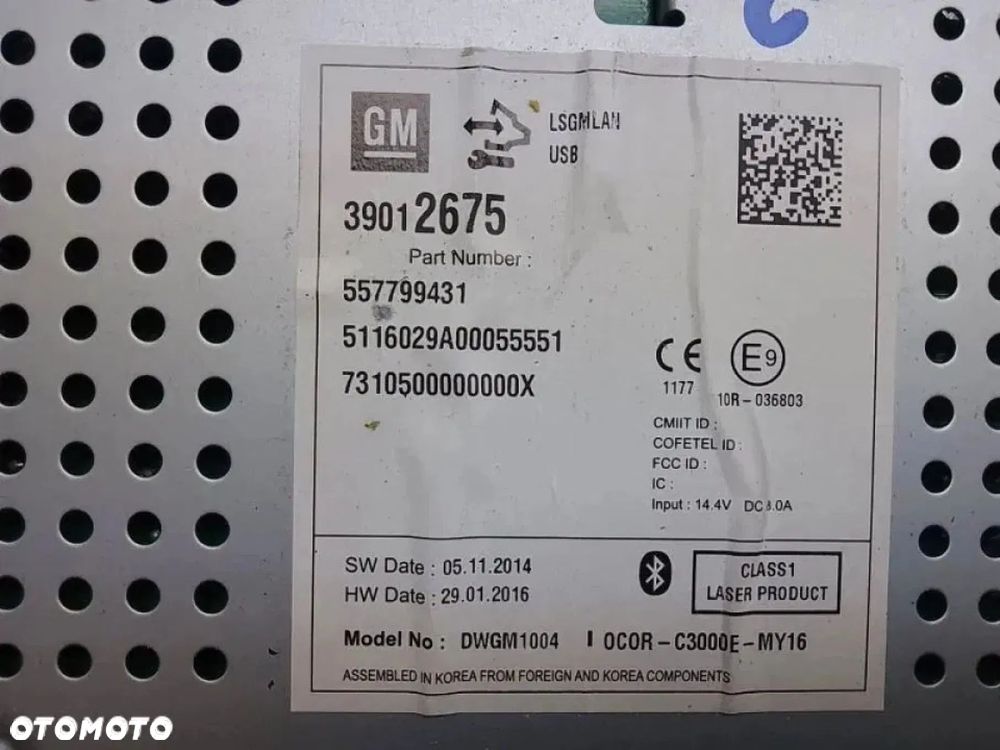 GM
LSGMLAN
USB
39012675
Part Number :
557799431
5116029A00055551
7310500000000X
CE
1177
E9
10R-036803
CMIIT ID :
COFETEL ID :
FCC ID :
IC :
Input : 14.4V DC
SW Date : 05.11.2014
HW Date : 29.01.2016
CLASS1
LASER PRODUCT
Model No : DWGM1004 I OCOR-C3000E-MY16
ASSEMBLED IN KOREA FROM FOREIGN AND KOREA COMPONENTS
OTOMOTO